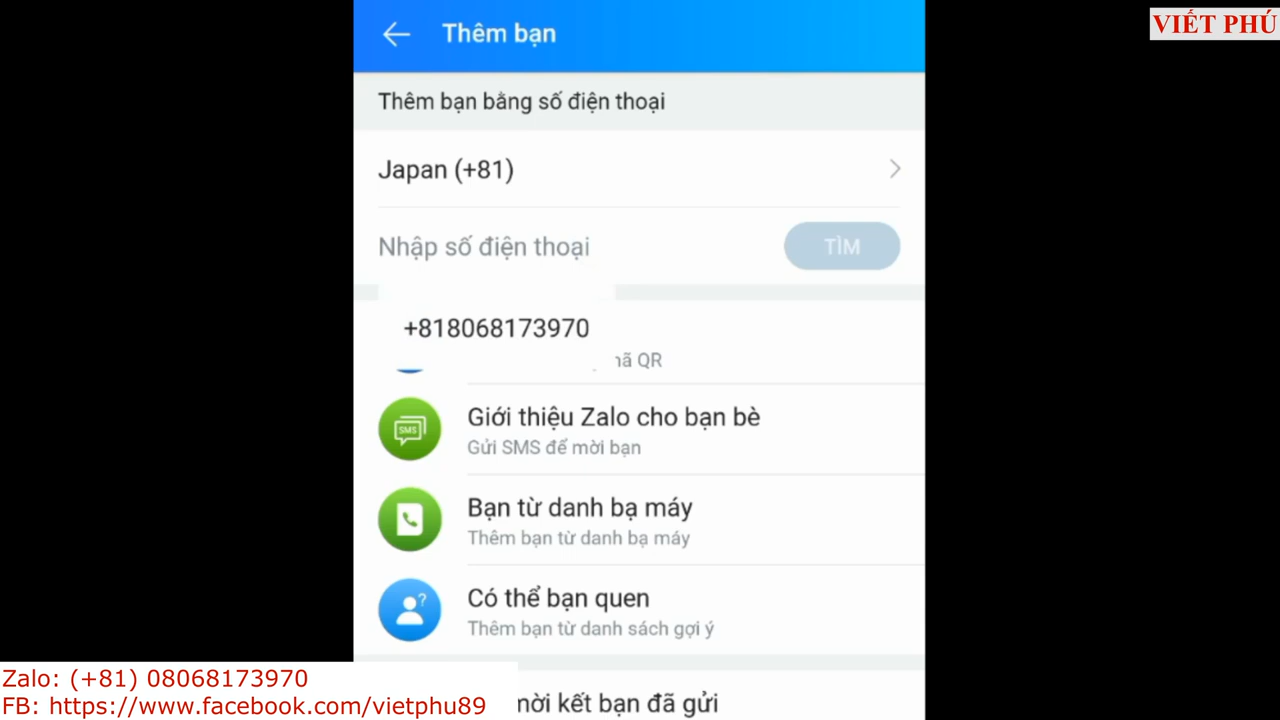 VIẾT PHÚ
Thêm bạn
Thêm bạn bằng số điện thoại
Japan (+81)
Nhập số điện thoại
TÌM
+818068173970
mã QR
Giới thiệu Zalo cho bạn bè
SMS
Gửi SMS để mời bạn
Bạn từ danh bạ máy
Thêm bạn từ danh bạ máy
Có thể bạn quen
Thêm bạn từ danh sách gợi ý
mời kết bạn đã gửi
Zalo: (+81) 08068173970
FB: https://www.facebook.com/vietphu89